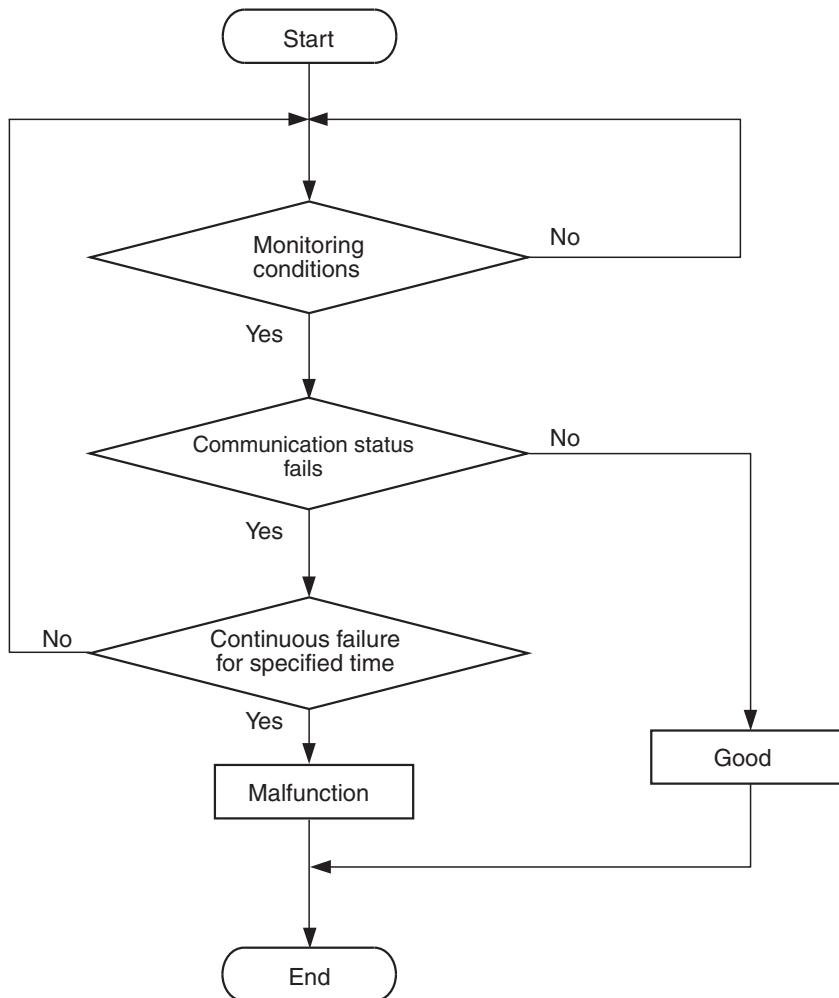 Start
Monitoring
conditions
No
Yes
Communication status
fails
No
Yes
Continuous failure
for specified time
No
Yes
Malfunction
Good
End